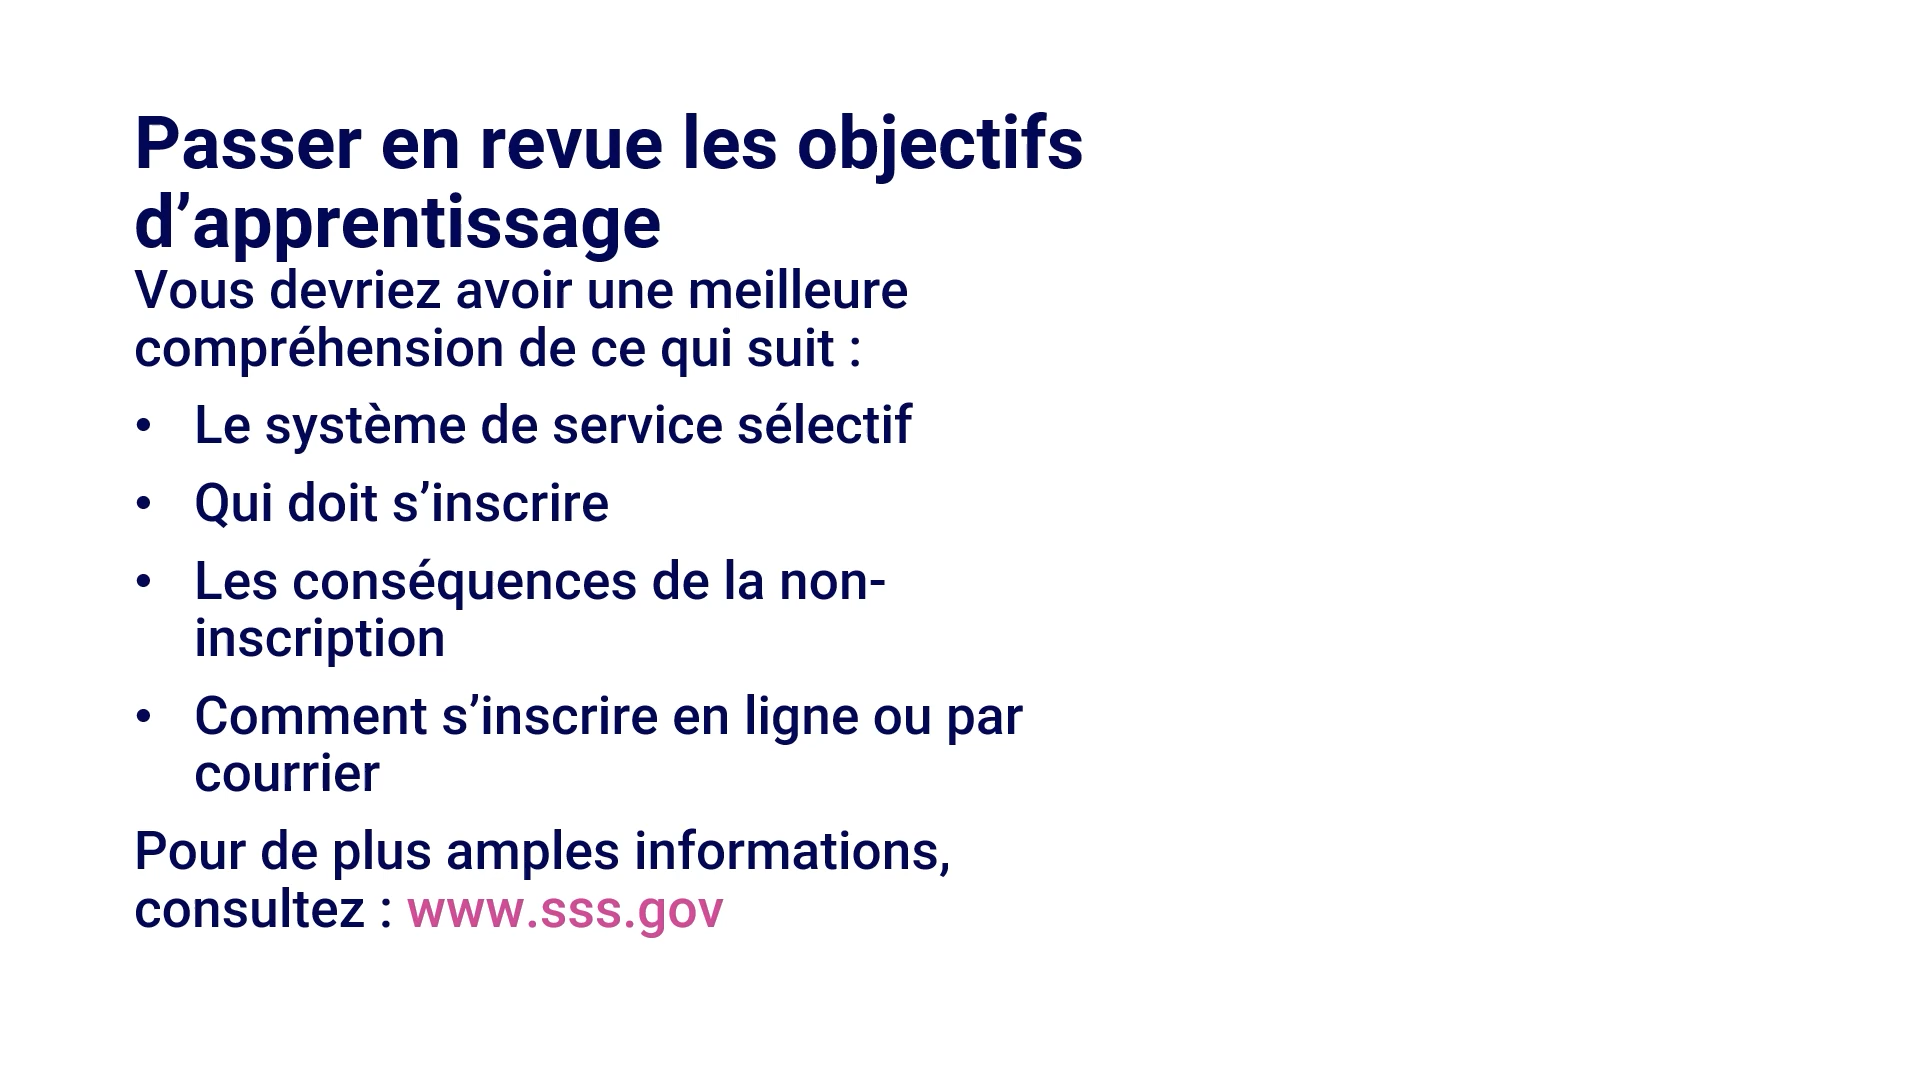 Passer en revue les objectifs
d’apprentissage
Vous devriez avoir une meilleure
compréhension de ce qui suit :
• Le système de service sélectif
• Qui doit s’inscrire
• Les conséquences de la non-
inscription
• Comment s’inscrire en ligne ou par
courrier
Pour de plus amples informations,
consultez : www.sss.gov